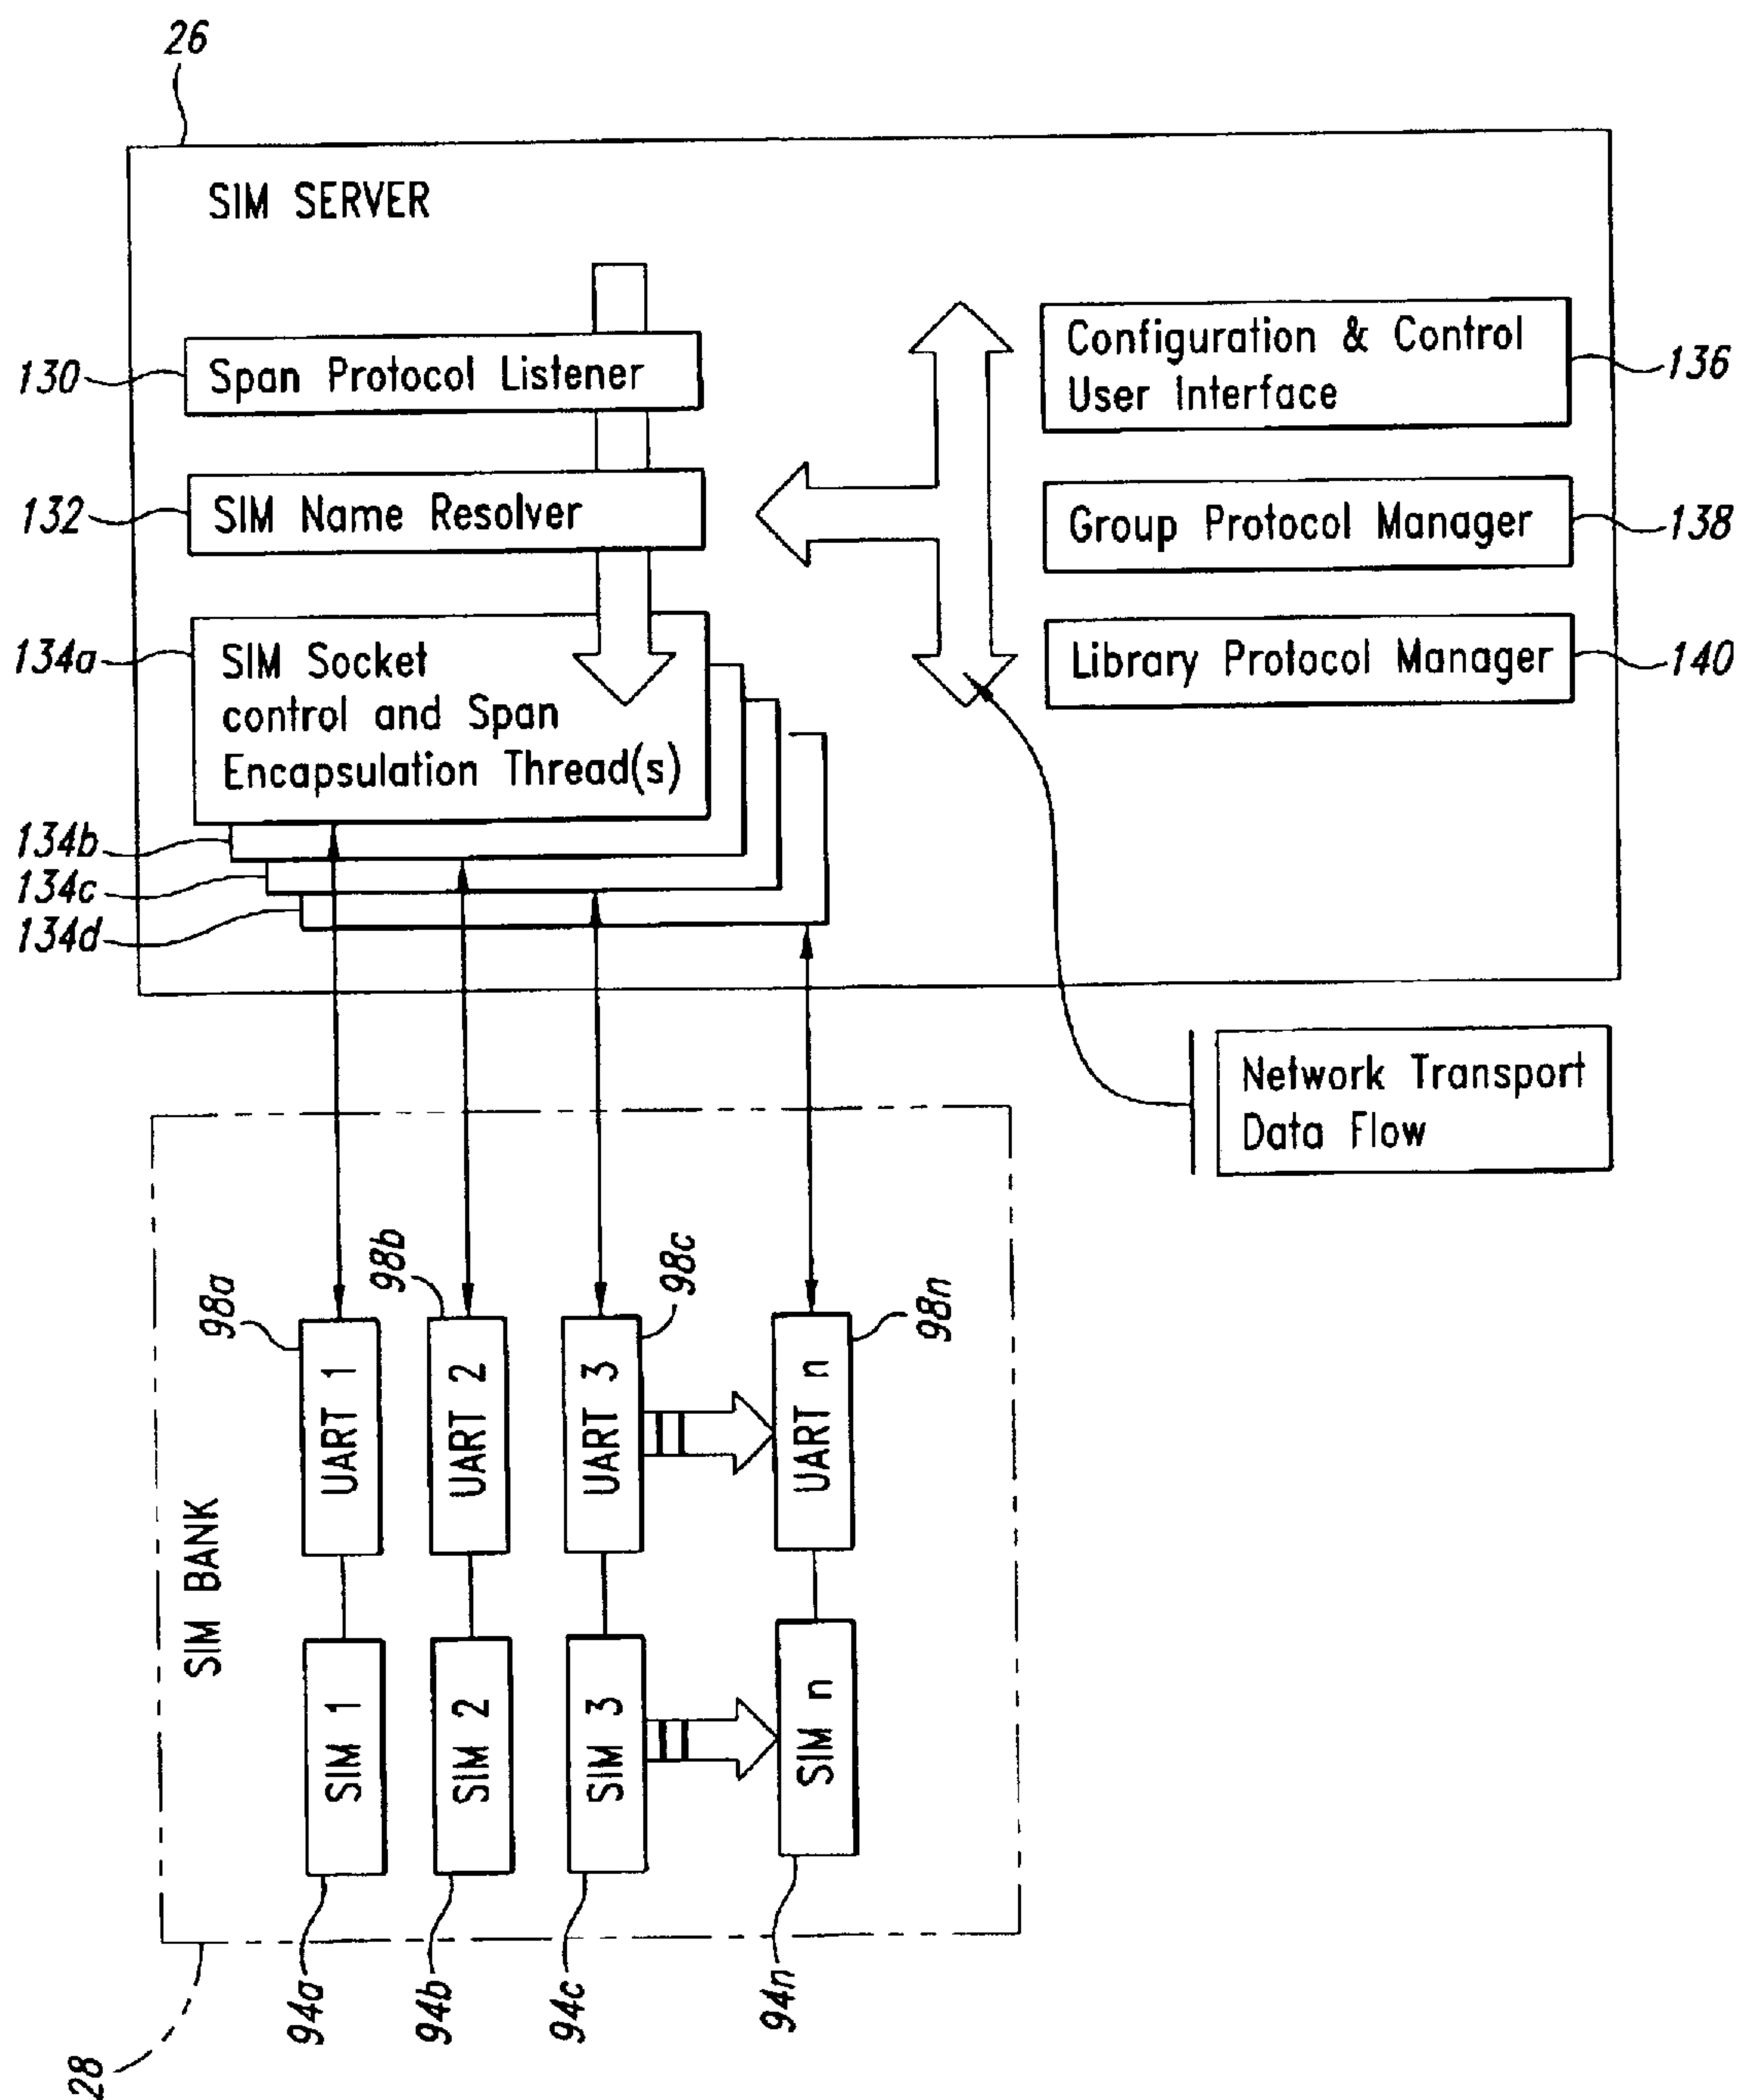 26
SIM SERVER
130
Span Protocol Listener
Configuration & Control
User Interface
136
132
SIM Name Resolver
Group Protocol Manager
138
134a
SIM Socket
control and Span
Encapsulation Thread(s)
Library Protocol Manager
140
134b
134c
134d
Network Transport
Data Flow
98a
98b
98c
98n
UART 1
UART 2
UART 3
UART n
SIM BANK
SIM 1
SIM 2
SIM 3
SIM n
94a
94b
94c
94n
28